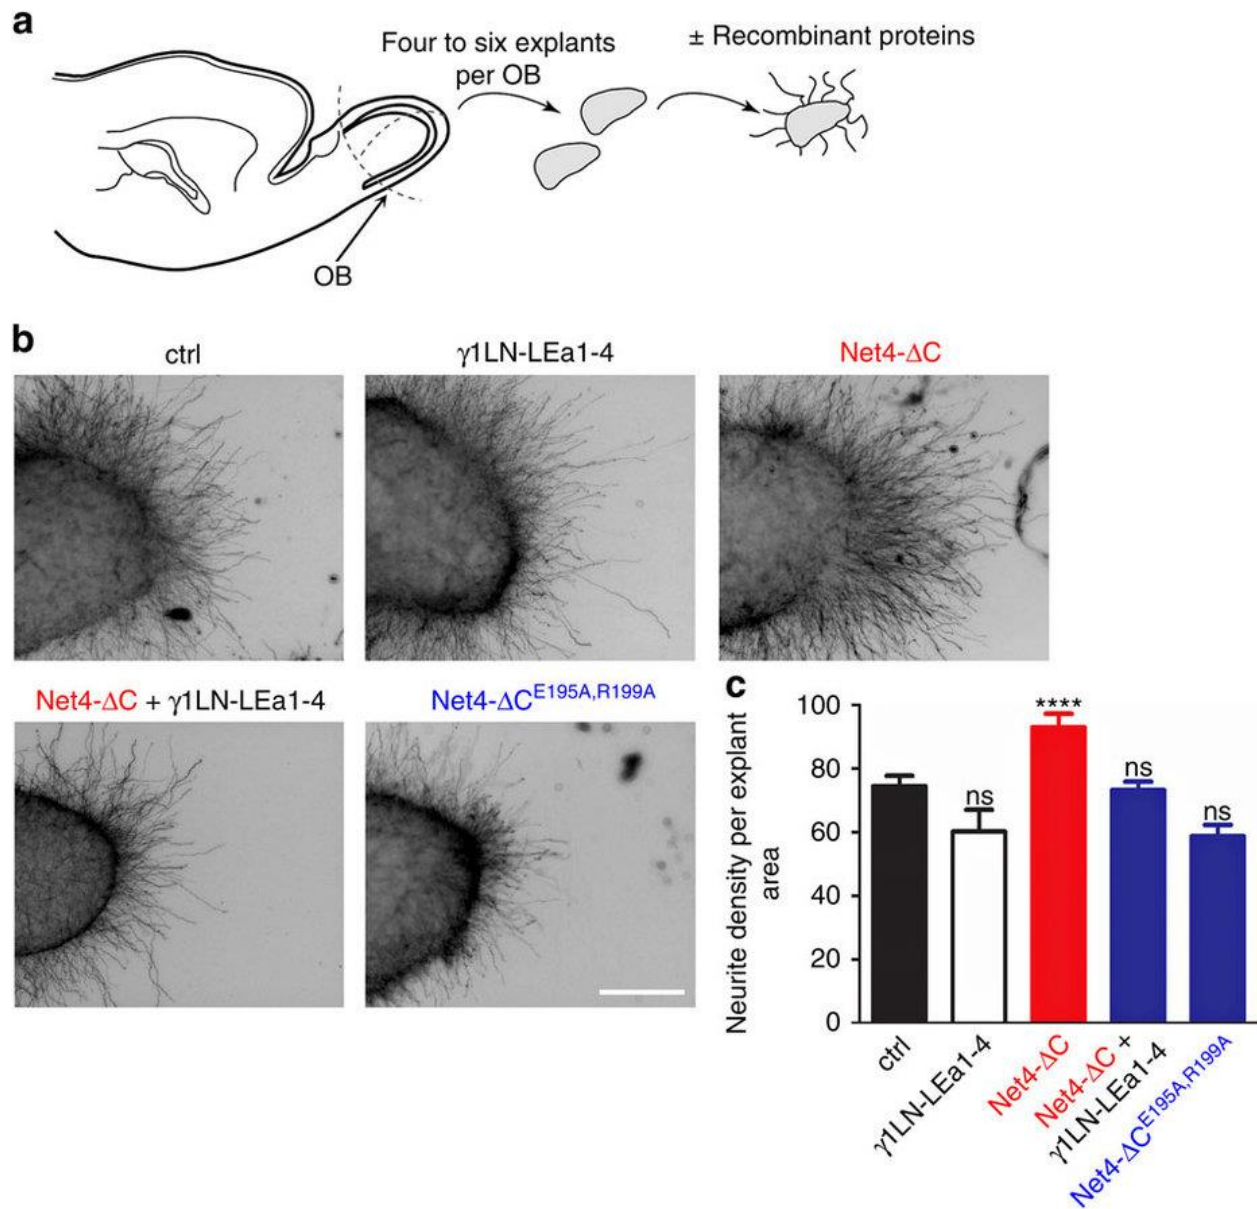 a
Four to six explants
per OB
± Recombinant proteins
OB
b
ctrl
γ1LN-LEa1-4
Net4-ΔC
Net4-ΔC + γ1LN-LEa1-4
Net4-ΔC^E195A,R199A
c
Neurite density per explant
area
100
80
60
40
20
0
ns
****
ns
ns
ctrl
γ1LN-LEa1-4
Net4-ΔC
Net4-ΔC +
γ1LN-LEa1-4
Net4-ΔC^E195A,R199A